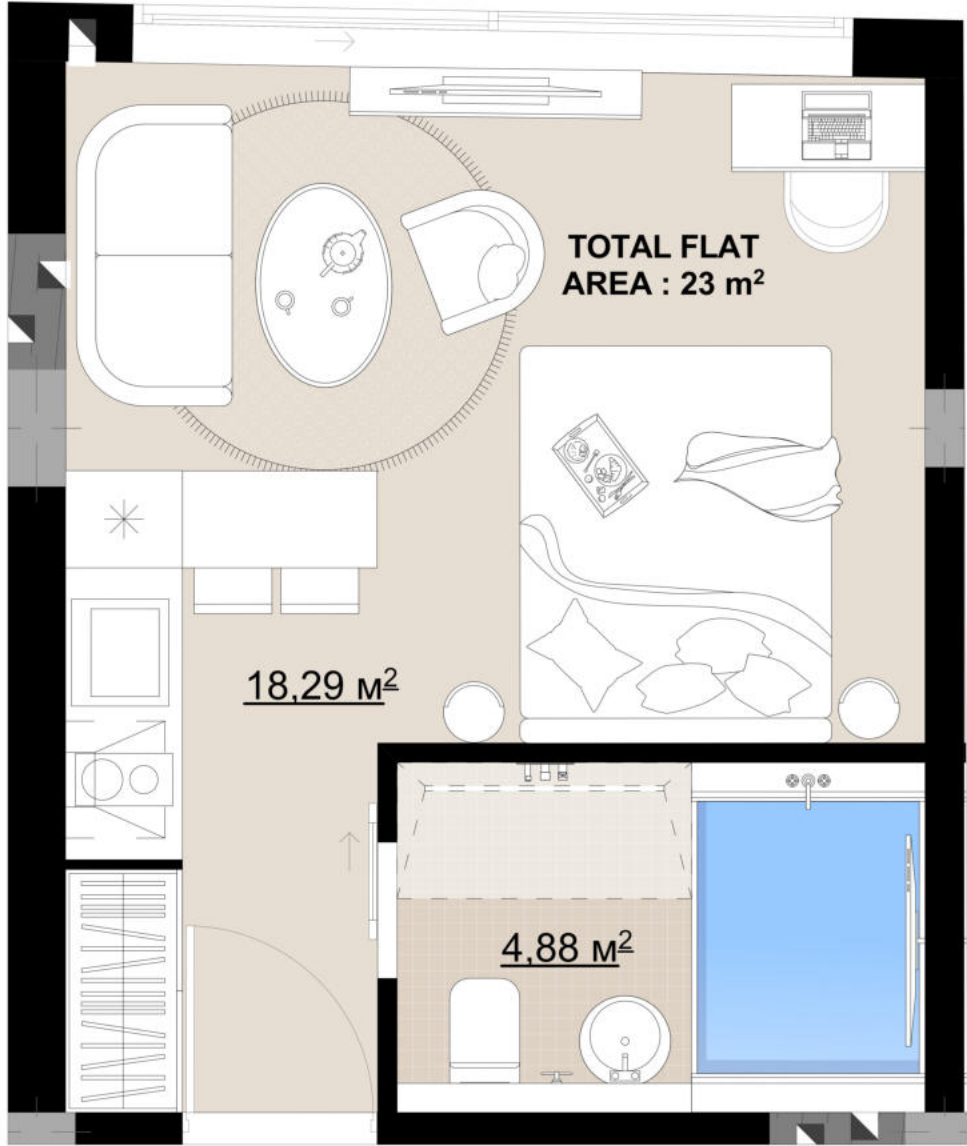 TOTAL FLAT
AREA : 23 m²
18,29 м²
4,88 м²